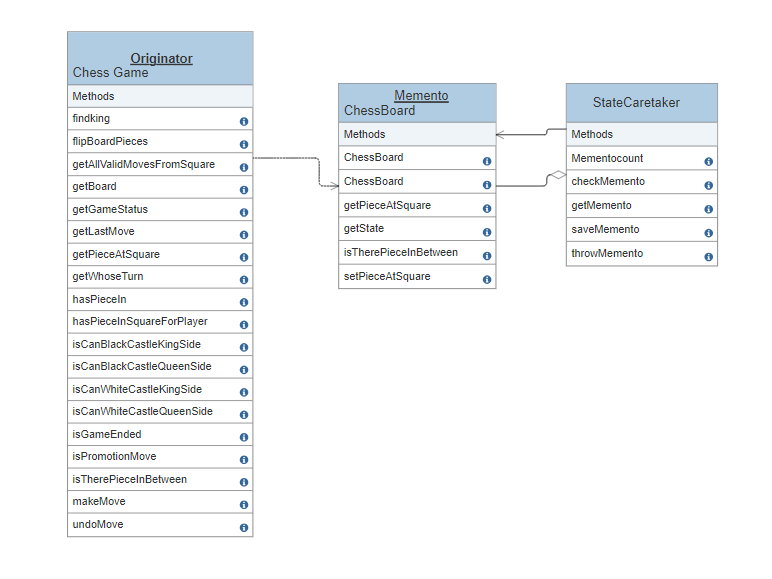 Originator
Chess Game
Methods
findking
flipBoardPieces
getAllValidMovesFromSquare
getBoard
getGameStatus
getLastMove
getPieceAtSquare
getWhoseTurn
hasPieceIn
hasPieceInSquareForPlayer
isCanBlackCastleKingSide
isCanBlackCastleQueenSide
isCanWhiteCastleKingSide
isCanWhiteCastleQueenSide
isGameEnded
isPromotionMove
isTherePieceInBetween
makeMove
undoMove
Memento
ChessBoard
Methods
ChessBoard
ChessBoard
getPieceAtSquare
getState
isTherePieceInBetween
setPieceAtSquare
StateCaretaker
Methods
Mementocount
checkMemento
getMemento
saveMemento
throwMemento